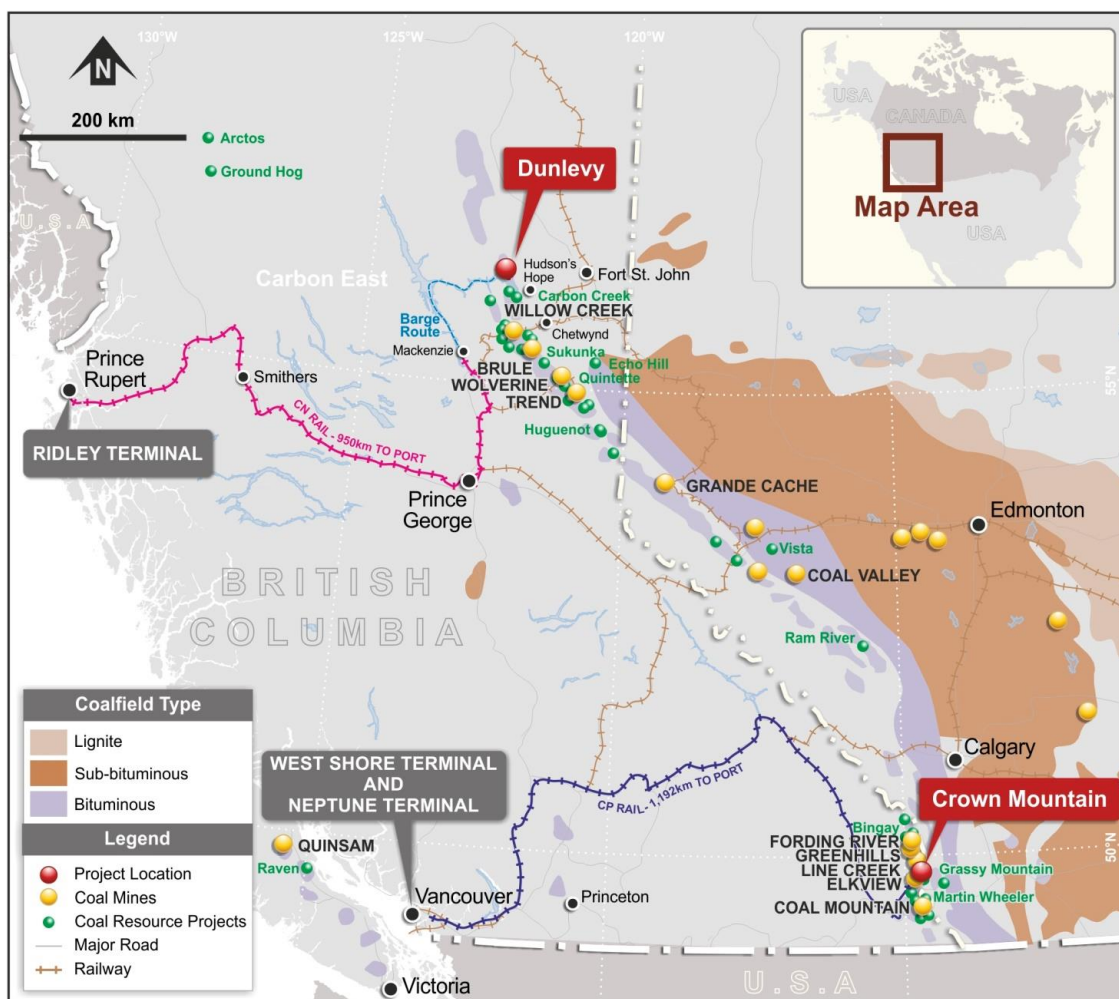 130°W
125°W
120°W
N
200 km
Arctos
Ground Hog
U.S.A
USA
CANADA
USA
Map Area
Dunlevy
Hudson's
Hope
Fort St. John
Carbon East
Carbon Creek
WILLOW CREEK
Barge
Route
Chetwynd
Mackenzie
Sukunka
Echo Hill
BRULE
WOLVERINE
Quintette
TREND
55°N
Prince
Rupert
Smithers
CN RAIL - 950km TO PORT
RIDLEY TERMINAL
Huguenot
Prince
George
GRANDE CACHE
Edmonton
Vista
COAL VALLEY
BRITISH
COLUMBIA
Ram River
Coalfield Type
Lignite
Sub-bituminous
Bituminous
Legend
Project Location
Coal Mines
Coal Resource Projects
Major Road
Railway
WEST SHORE TERMINAL
AND
NEPTUNE TERMINAL
CP RAIL - 1,192km TO PORT
Calgary
Crown Mountain
QUINSAM
Raven
Bingay
FORDING RIVER
GREENHILLS
LINE CREEK
ELKVIEW
COAL MOUNTAIN
Grassy Mountain
Martin Wheeler
50°N
Vancouver
Princeton
Victoria
U.S.A